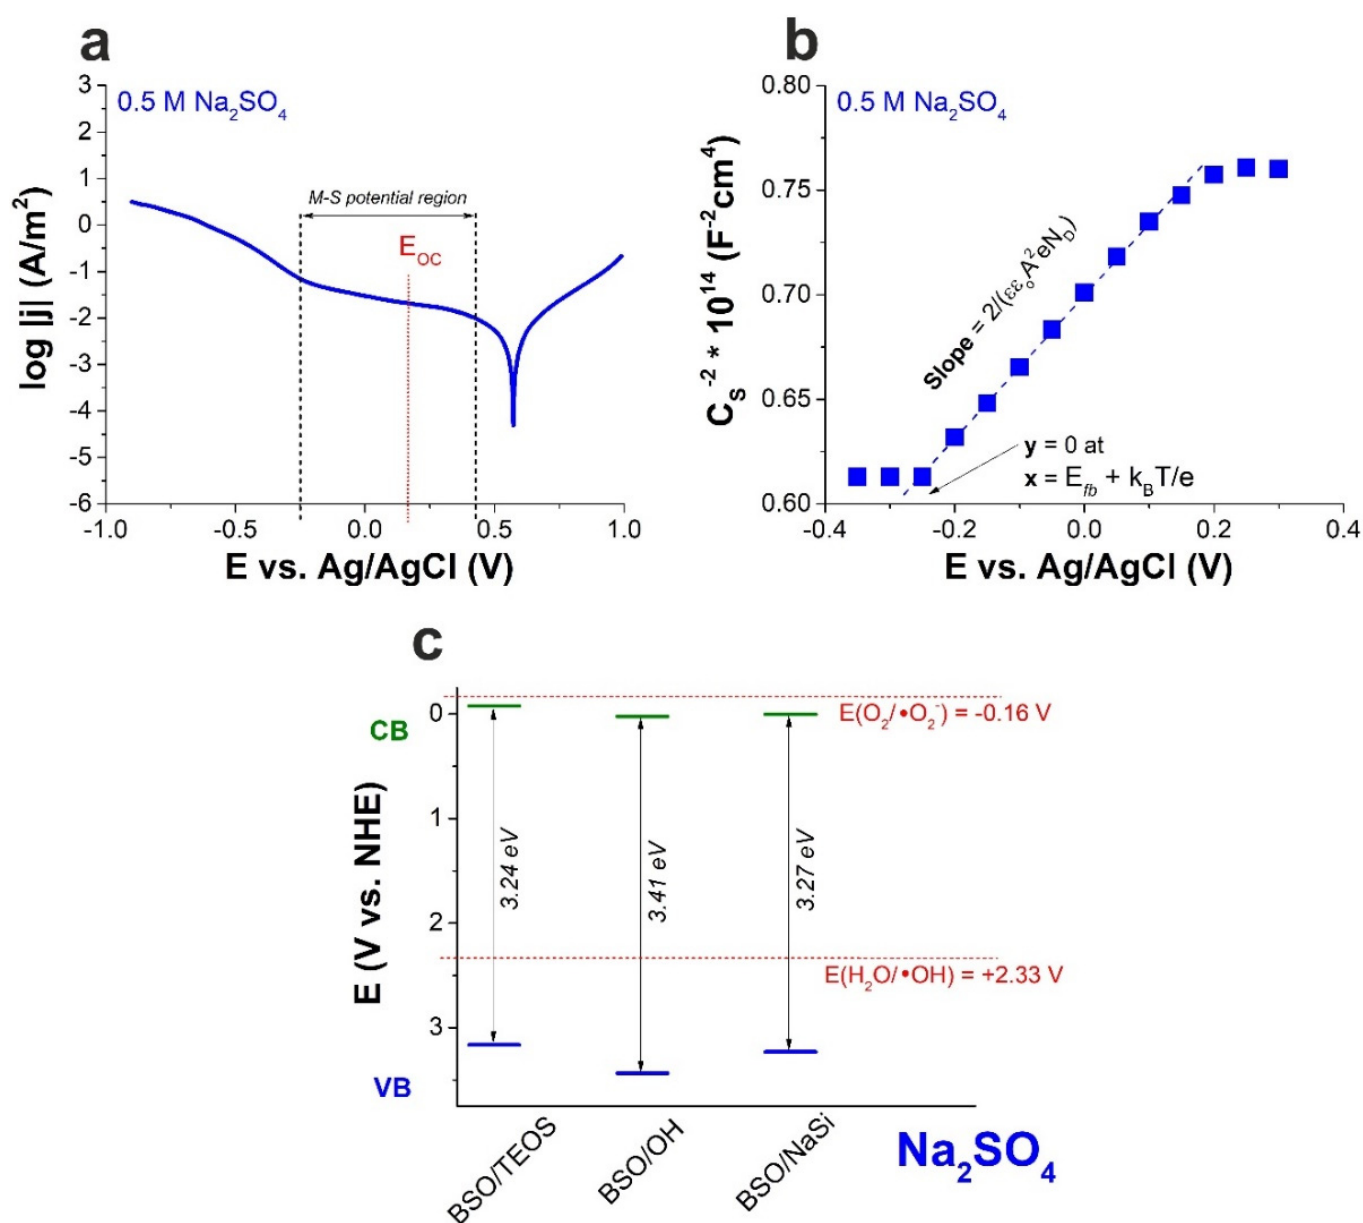 a
0.5 M Na₂SO₄
M-S potential region
E_OC
log |j| (A/m²)
3
2
1
0
-1
-2
-3
-4
-5
-6
-1.0
-0.5
0.0
0.5
1.0
E vs. Ag/AgCl (V)
b
0.5 M Na₂SO₄
C_S⁻² * 10¹⁴ (F⁻²cm⁴)
0.80
0.75
0.70
0.65
0.60
Slope = 2/(εε₀A²eN_D)
y = 0 at
x = E_fb + k_BT/e
-0.4
-0.2
0.0
0.2
0.4
E vs. Ag/AgCl (V)
c
E (V vs. NHE)
0
1
2
3
CB
VB
E(O₂/•O₂⁻) = -0.16 V
3.24 eV
3.41 eV
3.27 eV
E(H₂O/•OH) = +2.33 V
BSO/TEOS
BSO/OH
BSO/NaSi
Na₂SO₄